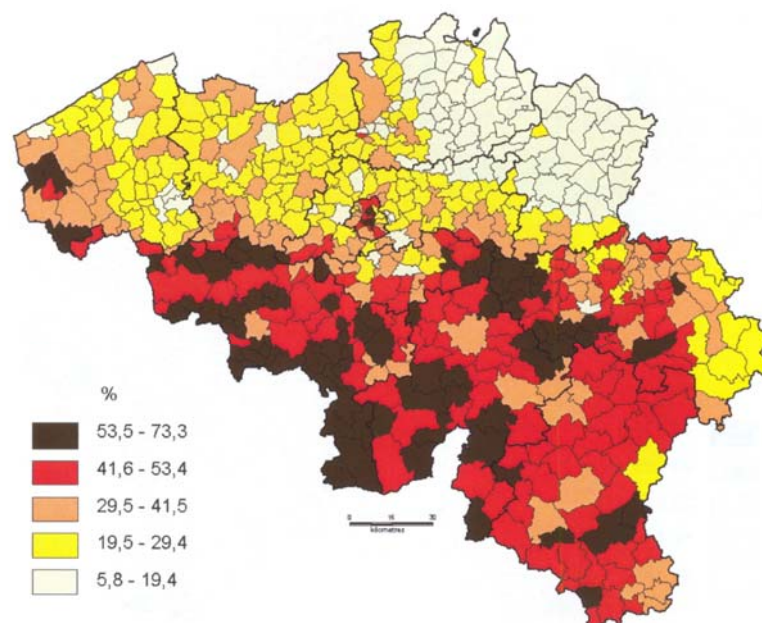 %
53,5 - 73,3
41,6 - 53,4
29,5 - 41,5
19,5 - 29,4
5,8 - 19,4
kilometres